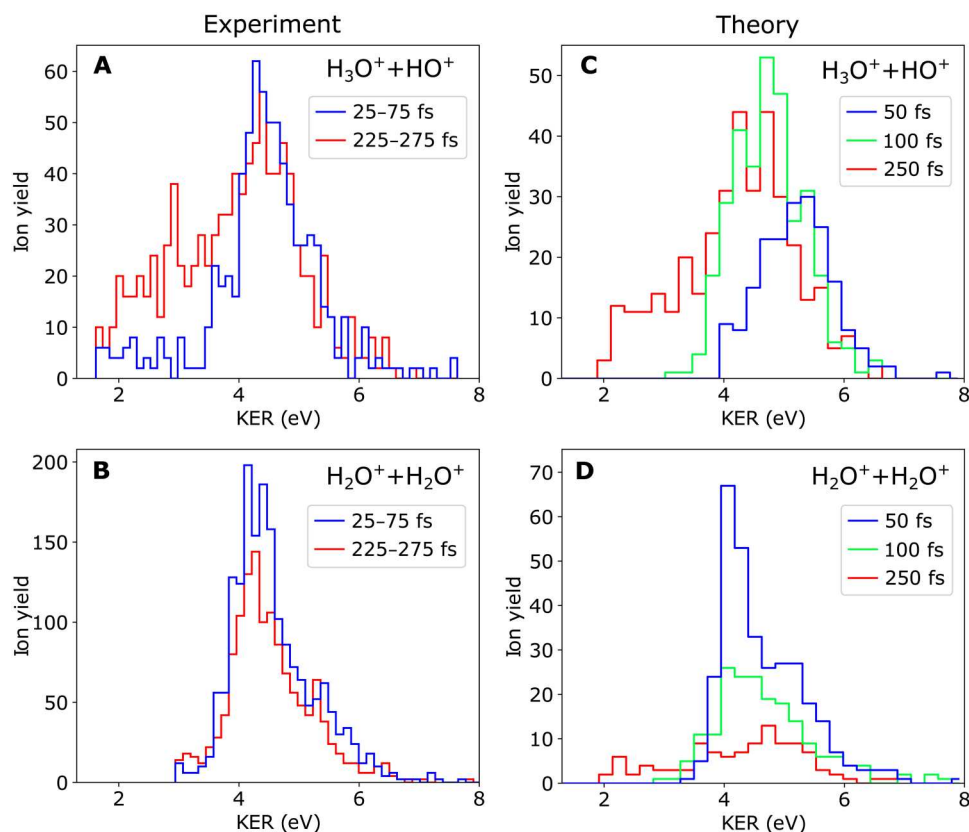 Experiment
Theory
A
H₃O⁺+HO⁺
25–75 fs
225–275 fs
Ion yield
60
50
40
30
20
10
0
2
4
6
8
KER (eV)
C
H₃O⁺+HO⁺
50 fs
100 fs
250 fs
Ion yield
50
40
30
20
10
0
2
4
6
8
KER (eV)
B
H₂O⁺+H₂O⁺
25–75 fs
225–275 fs
Ion yield
200
150
100
50
0
2
4
6
8
KER (eV)
D
H₂O⁺+H₂O⁺
50 fs
100 fs
250 fs
Ion yield
70
60
50
40
30
20
10
0
2
4
6
8
KER (eV)